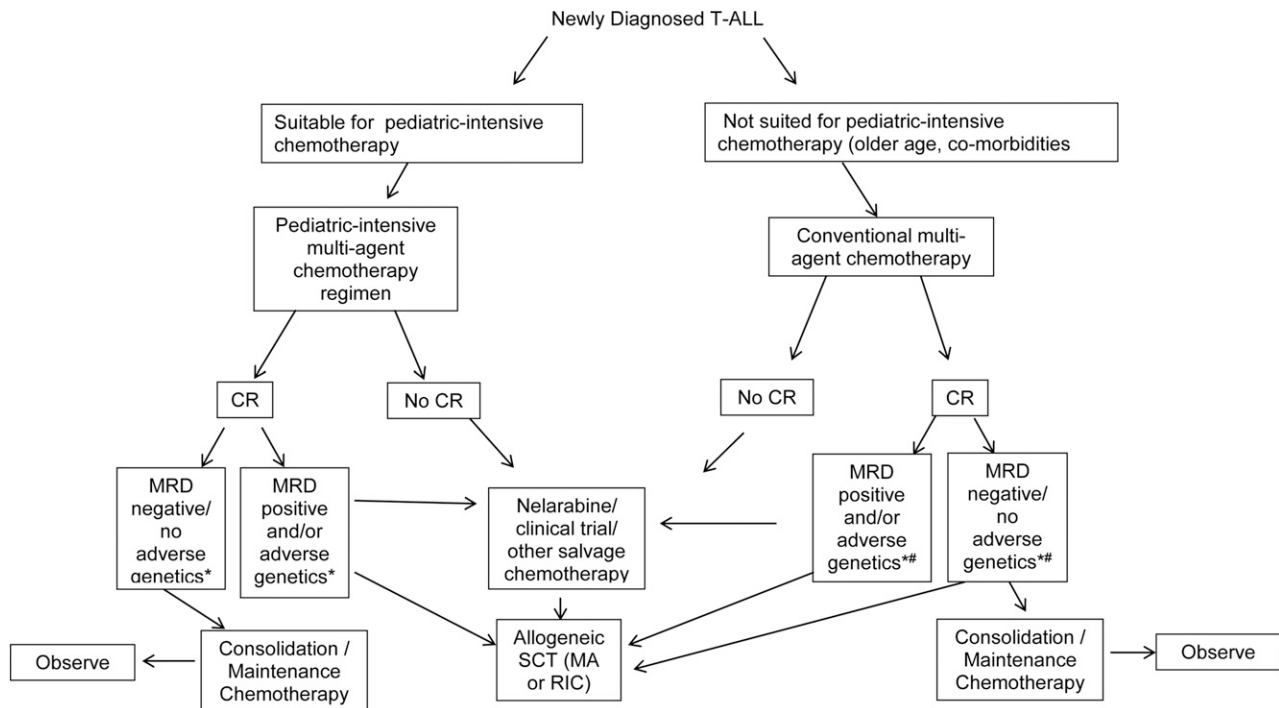 Newly Diagnosed T-ALL
Suitable for pediatric-intensive
chemotherapy
Not suited for pediatric-intensive
chemotherapy (older age, co-morbidities
Pediatric-intensive
multi-agent
chemotherapy
regimen
Conventional multi-
agent chemotherapy
CR
No CR
No CR
CR
MRD
negative/
no
adverse
genetics*
MRD
positive
and/or
adverse
genetics*
Nelarabine/
clinical trial/
other salvage
chemotherapy
MRD
positive
and/or
adverse
genetics*#
MRD
negative/
no
adverse
genetics*#
Observe
Consolidation /
Maintenance
Chemotherapy
Allogeneic
SCT (MA
or RIC)
Consolidation /
Maintenance
Chemotherapy
Observe